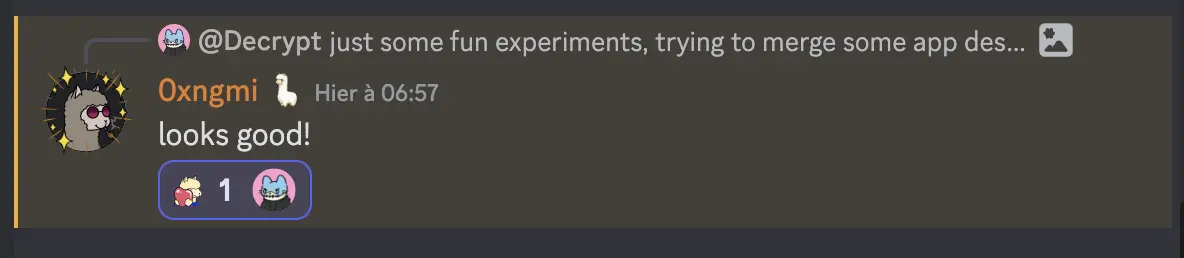 @Decrypt just some fun experiments, trying to merge some app des...
0xngmi Hier à 06:57
looks good!
1